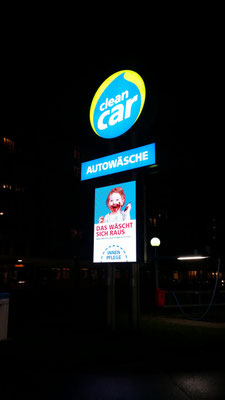 clean
car
AUTOWÄSCHE
DAS WÄSCHT
SICH RAUS
INNEN
PFLEGE